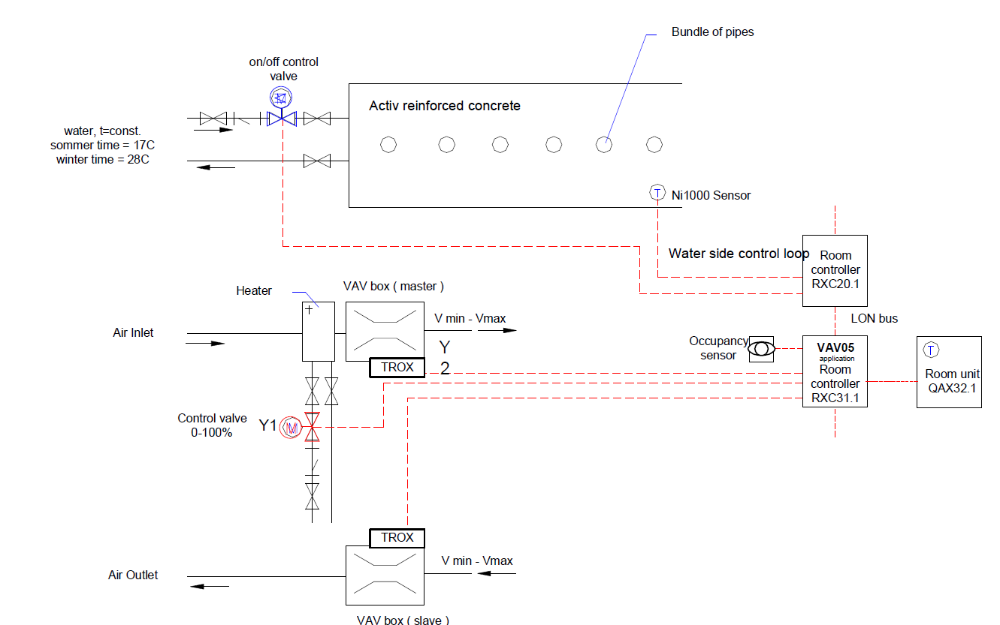 Bundle of pipes
on/off control
valve
Activ reinforced concrete
water, t=const.
sommer time = 17C
winter time = 28C
T
Ni1000 Sensor
Water side control loop
Room
controller
RXC20.1
Heater
VAV box ( master )
+
Air Inlet
V min - Vmax
Y
2
TROX
LON bus
Occupancy
sensor
VAV05
application
Room
controller
RXC31.1
T
Room unit
QAX32.1
Control valve
0-100%
Y1
M
TROX
V min - Vmax
Air Outlet
VAV box ( slave )